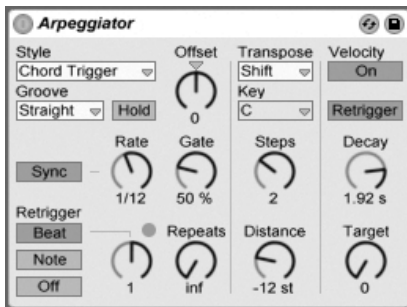 Arpeggiator
Style
Offset
Transpose
Velocity
Chord Trigger
Shift
On
Groove
Key
Straight
Hold
0
C
Retrigger
Rate
Gate
Steps
Decay
Sync
1/12
50 %
2
1.92 s
Retrigger
Beat
Repeats
Distance
Target
Note
Off
1
inf
-12 st
0